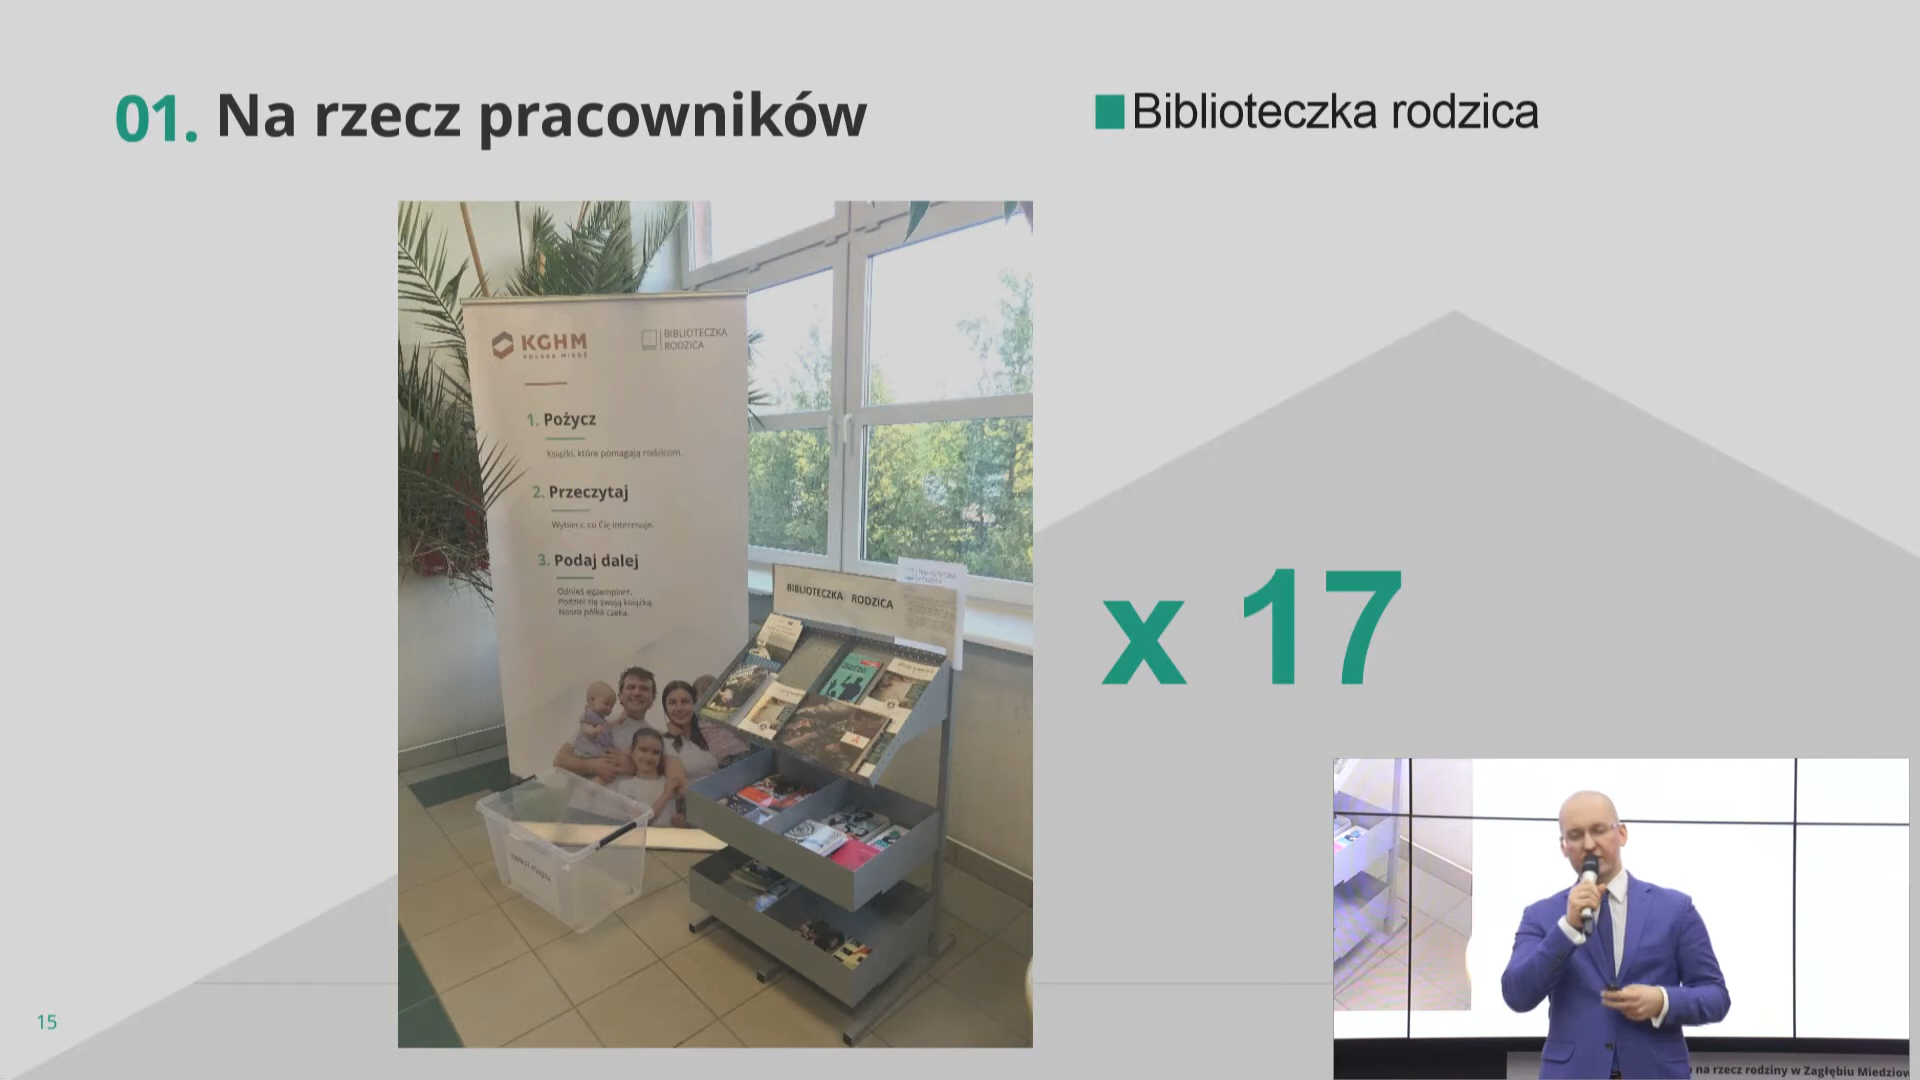 01. Na rzecz pracowników
Biblioteczka rodzica
KGHM
POLSKA MIEDŹ
BIBLIOTECZKA
RODZICA
1. Pożycz
Książki, które pomagają rodzicom.
2. Przeczytaj
Wybierz, co Cię interesuje.
3. Podaj dalej
Odnieś egzemplarz.
Podziel się swoją książką.
Nasza półka czeka.
BIBLIOTECZKA RODZICA
x 17
15
na rzecz rodziny w Zagłębiu Miedziow